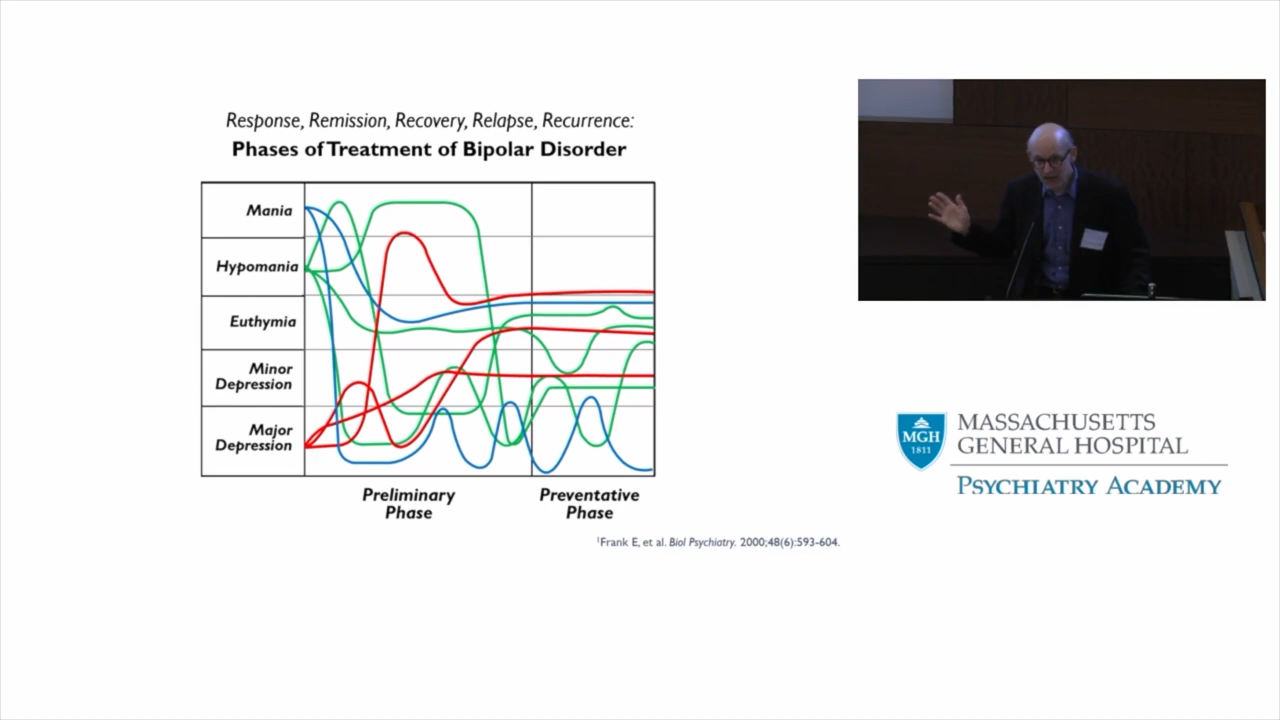 Response, Remission, Recovery, Relapse, Recurrence:
Phases of Treatment of Bipolar Disorder
Mania
Hypomania
Euthymia
Minor
Depression
Major
Depression
Preliminary
Phase
Preventative
Phase
1Frank E, et al. Biol Psychiatry. 2000;48(6):593-604.
MGH
1811
MASSACHUSETTS
GENERAL HOSPITAL
PSYCHIATRY ACADEMY